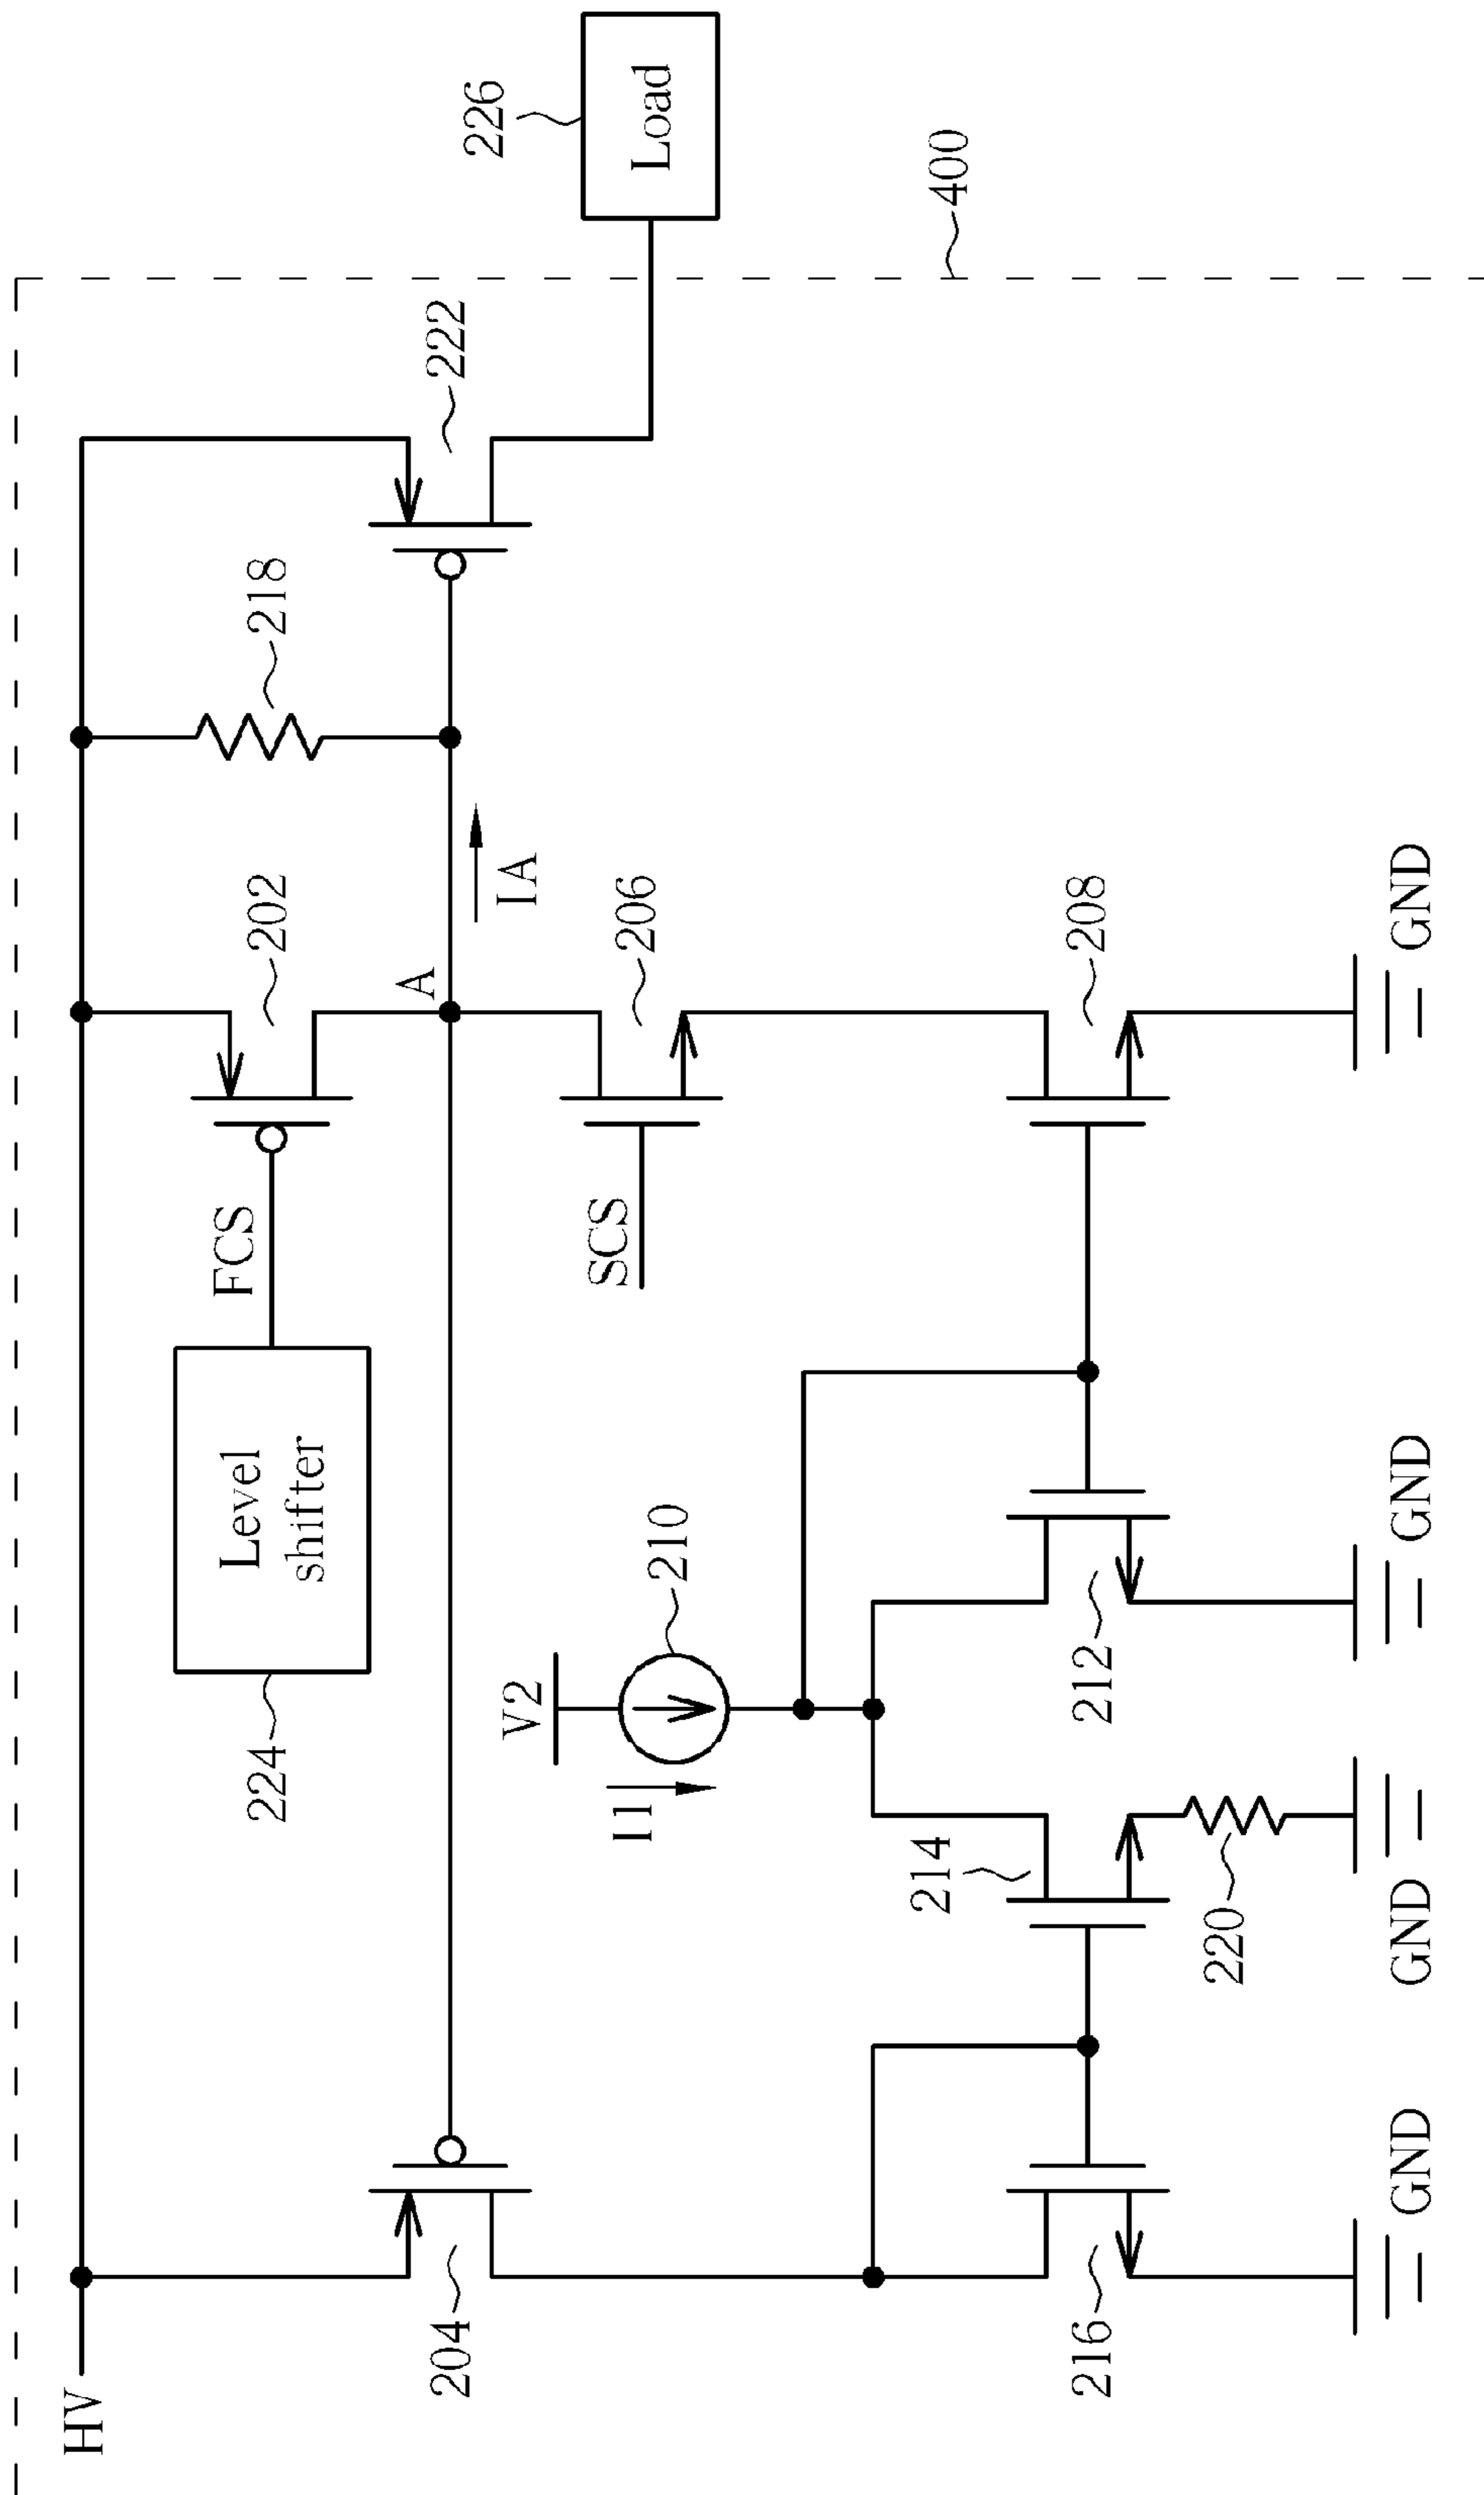 HV
204
216
GND
224
Level
shifter
FCS
V2
I1
210
214
220
GND
212
GND
SCS
202
A
IA
206
208
GND
218
222
226
Load
400